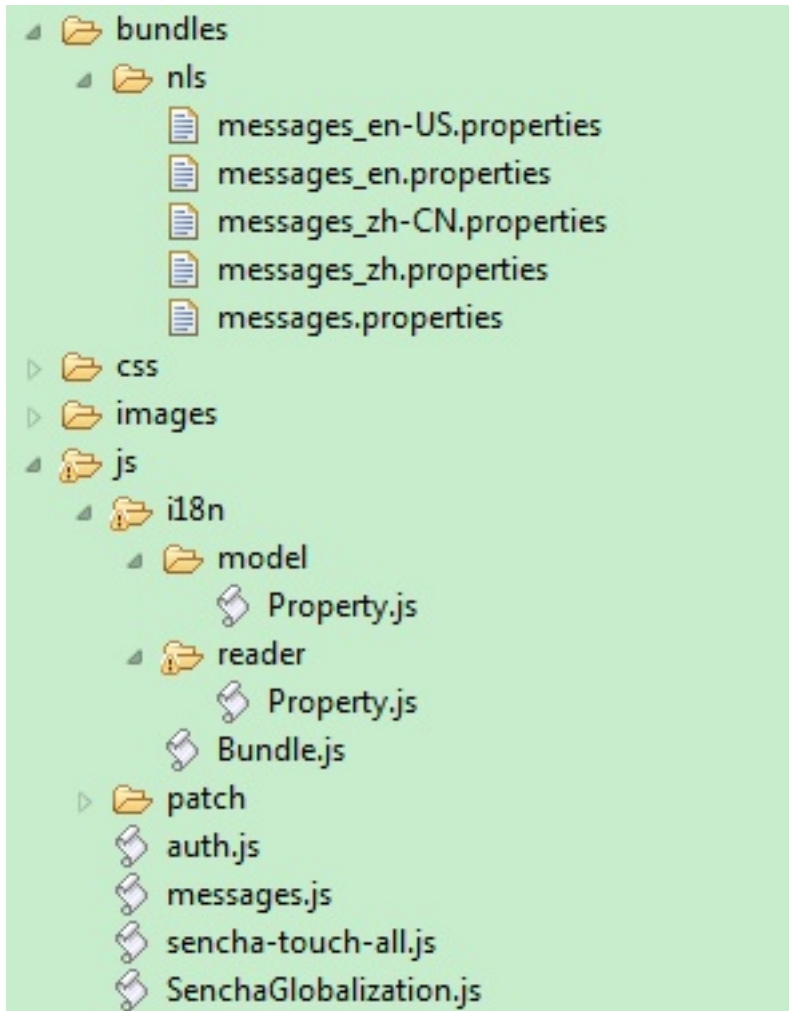 bundles
nls
messages_en-US.properties
messages_en.properties
messages_zh-CN.properties
messages_zh.properties
messages.properties
css
images
js
i18n
model
Property.js
reader
Property.js
Bundle.js
patch
auth.js
messages.js
sencha-touch-all.js
SenchaGlobalization.js